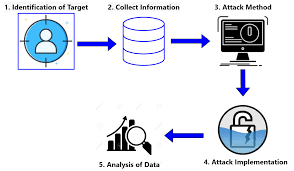 1. Identification of Target
2. Collect Information
3. Attack Method
4. Attack Implementation
5. Analysis of Data